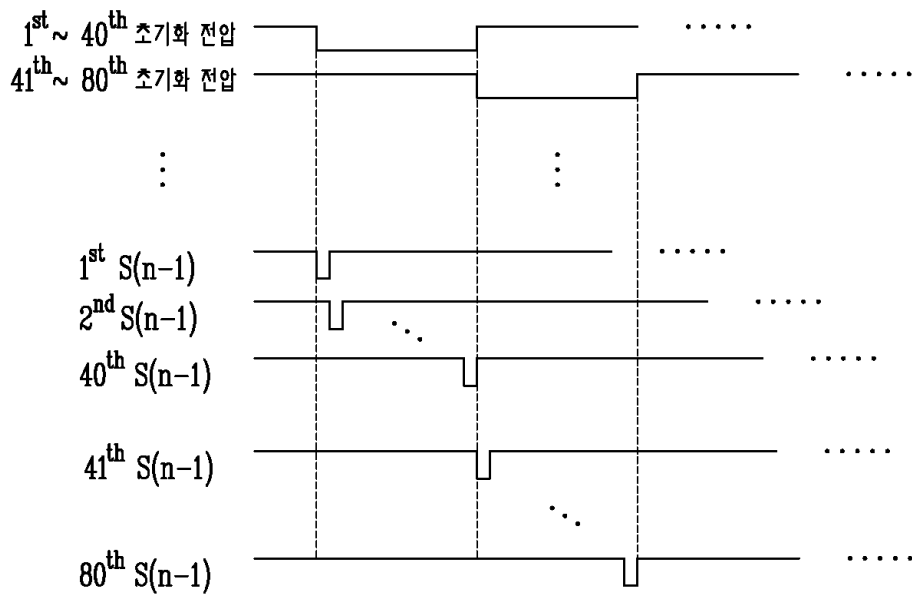 1st ~ 40th 초기화 전압
41th ~ 80th 초기화 전압
1st S(n-1)
2nd S(n-1)
40th S(n-1)
41th S(n-1)
80th S(n-1)